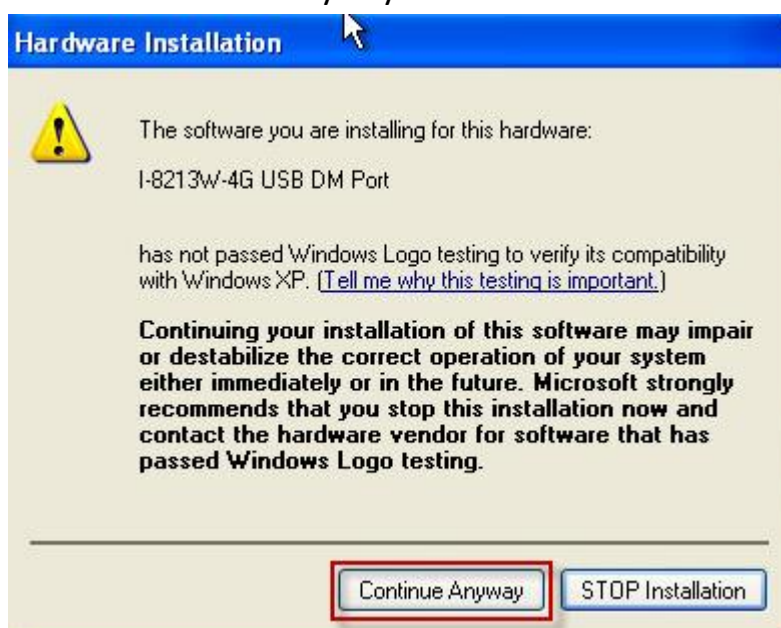 Hardware Installation
The software you are installing for this hardware:
I-8213W-4G USB DM Port
has not passed Windows Logo testing to verify its compatibility
with Windows XP. (Tell me why this testing is important.)
Continuing your installation of this software may impair
or destabilize the correct operation of your system
either immediately or in the future. Microsoft strongly
recommends that you stop this installation now and
contact the hardware vendor for software that has
passed Windows Logo testing.
Continue Anyway STOP Installation